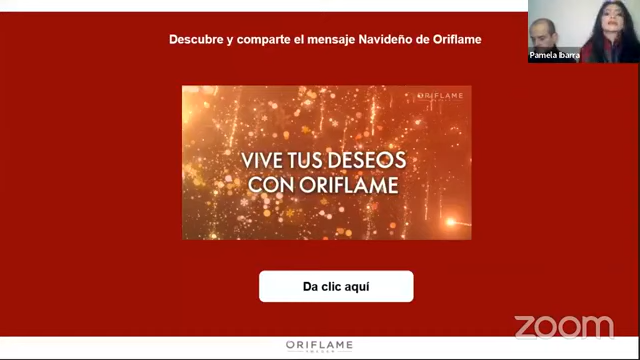 Descubre y comparte el mensaje Navideño de Oriflame
Pamela Ibarra
ORIFLAME
VIVE TUS DESEOS
CON ORIFLAME
Da clic aquí
zoom
ORIFLAME